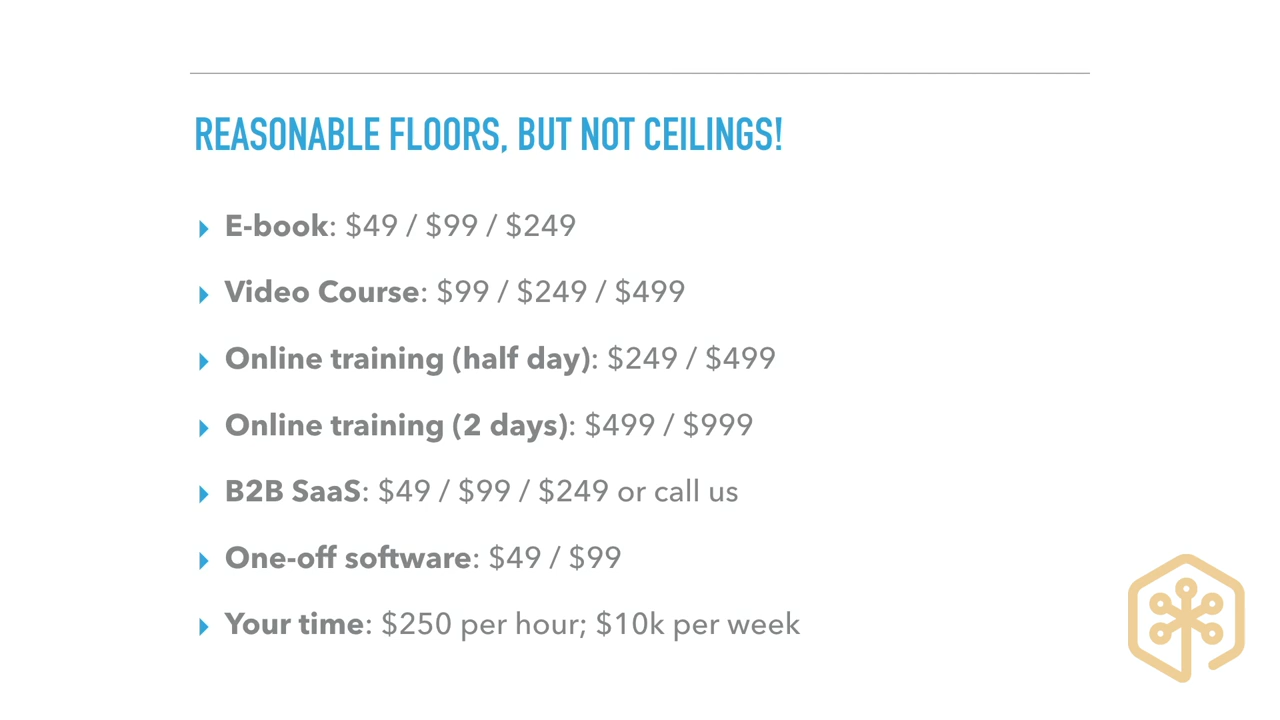 REASONABLE FLOORS, BUT NOT CEILINGS!
▸ E-book: $49 / $99 / $249
▸ Video Course: $99 / $249 / $499
▸ Online training (half day): $249 / $499
▸ Online training (2 days): $499 / $999
▸ B2B SaaS: $49 / $99 / $249 or call us
▸ One-off software: $49 / $99
▸ Your time: $250 per hour; $10k per week